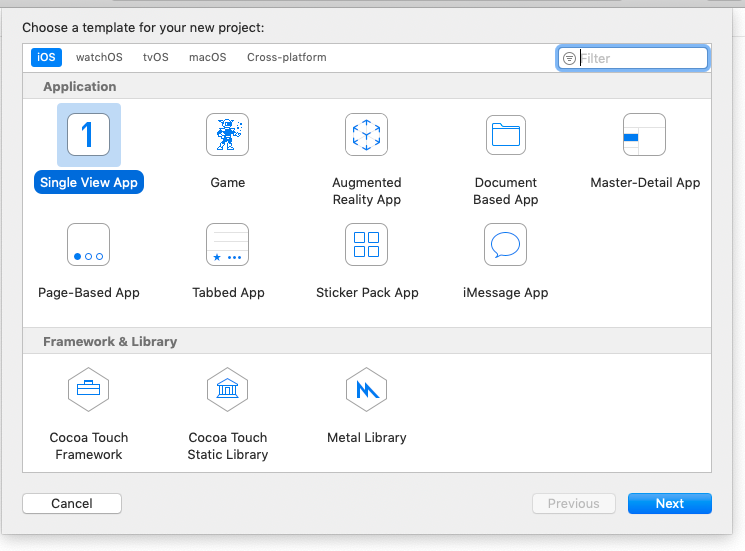 Choose a template for your new project:
iOS watchOS tvOS macOS Cross-platform Filter
Application
1
Single View App Game Augmented Reality App Document Based App Master-Detail App
Page-Based App Tabbed App Sticker Pack App iMessage App
Framework & Library
Cocoa Touch Framework Cocoa Touch Static Library Metal Library
Cancel Previous Next